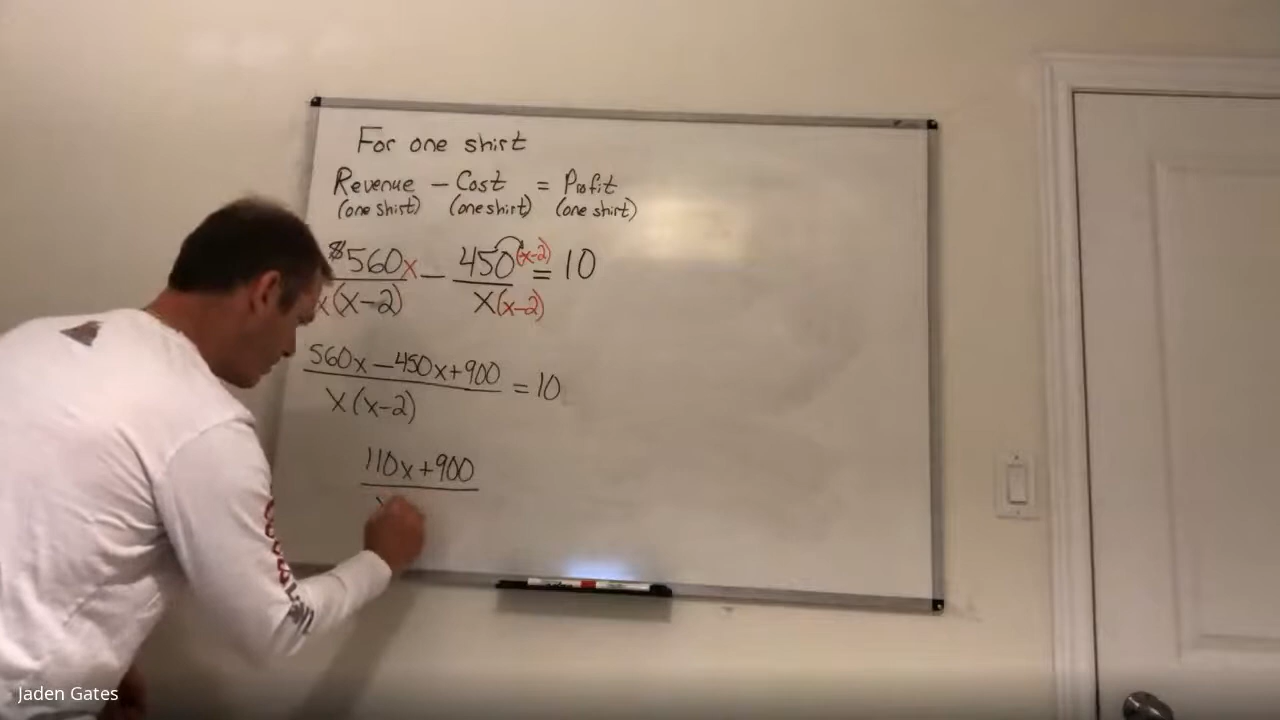 For one shirt
Revenue - Cost = Profit
(one shirt) (one shirt) (one shirt)
$560x - 450(x-2) = 10
x(x-2) x(x-2)
560x - 450x + 900 = 10
x(x-2)
110x + 900
Jaden Gates